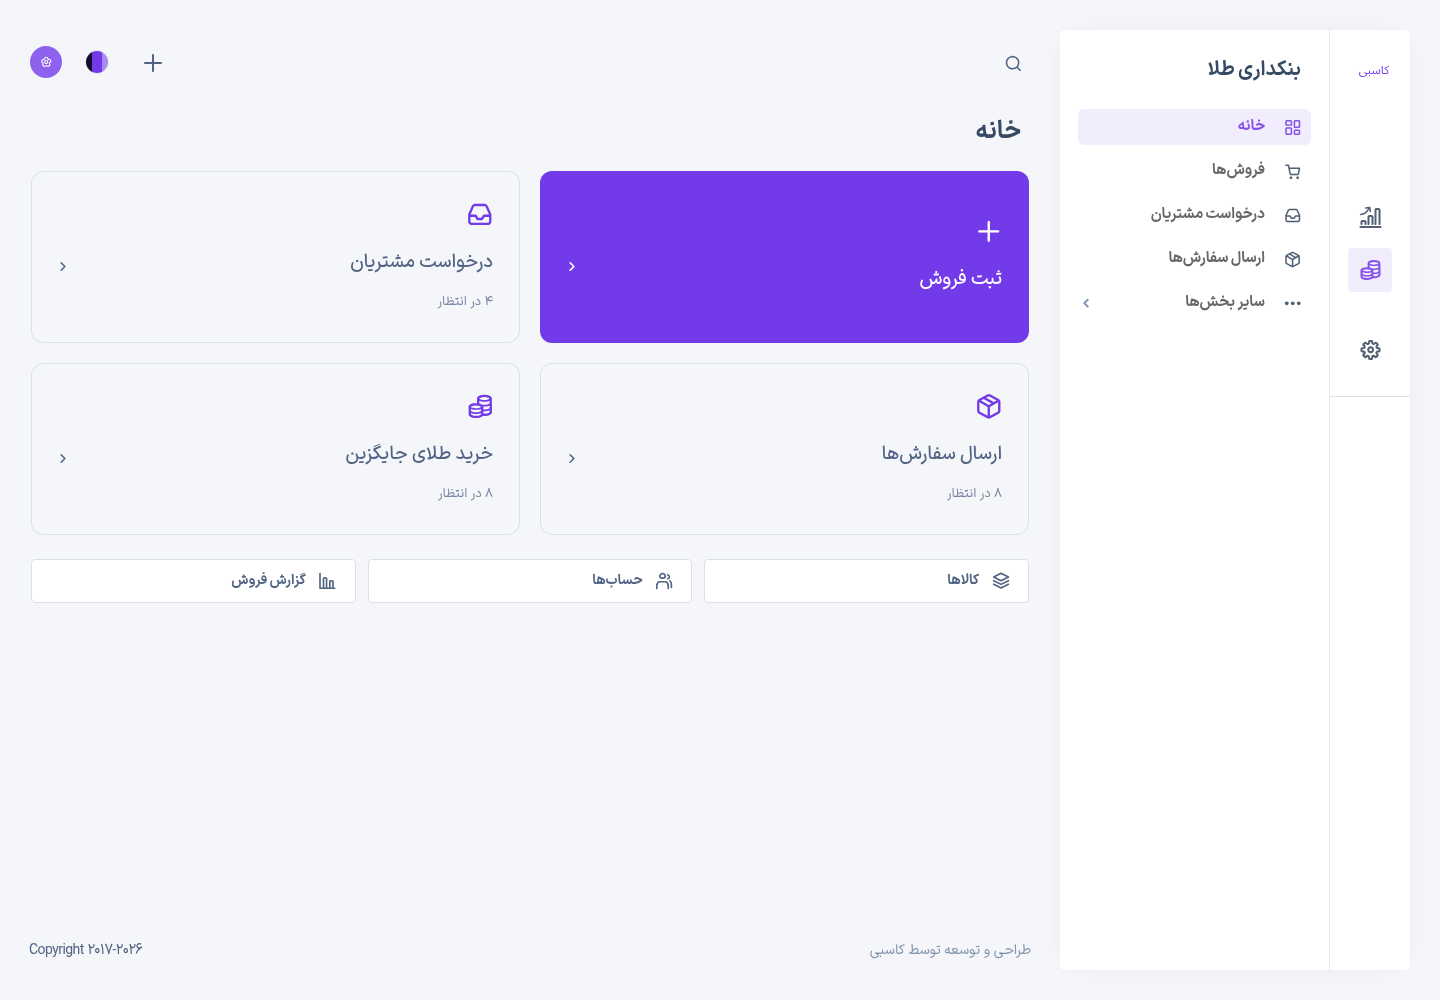 کاسبی
بنکداری طلا
خانه
فروش‌ها
درخواست مشتریان
ارسال سفارش‌ها
سایر بخش‌ها
خانه
ثبت فروش
درخواست مشتریان
۴ در انتظار
ارسال سفارش‌ها
۸ در انتظار
خرید طلای جایگزین
۸ در انتظار
کالاها
حساب‌ها
گزارش فروش
طراحی و توسعه توسط کاسبی
Copyright ۲۰۱۷-۲۰۲۶